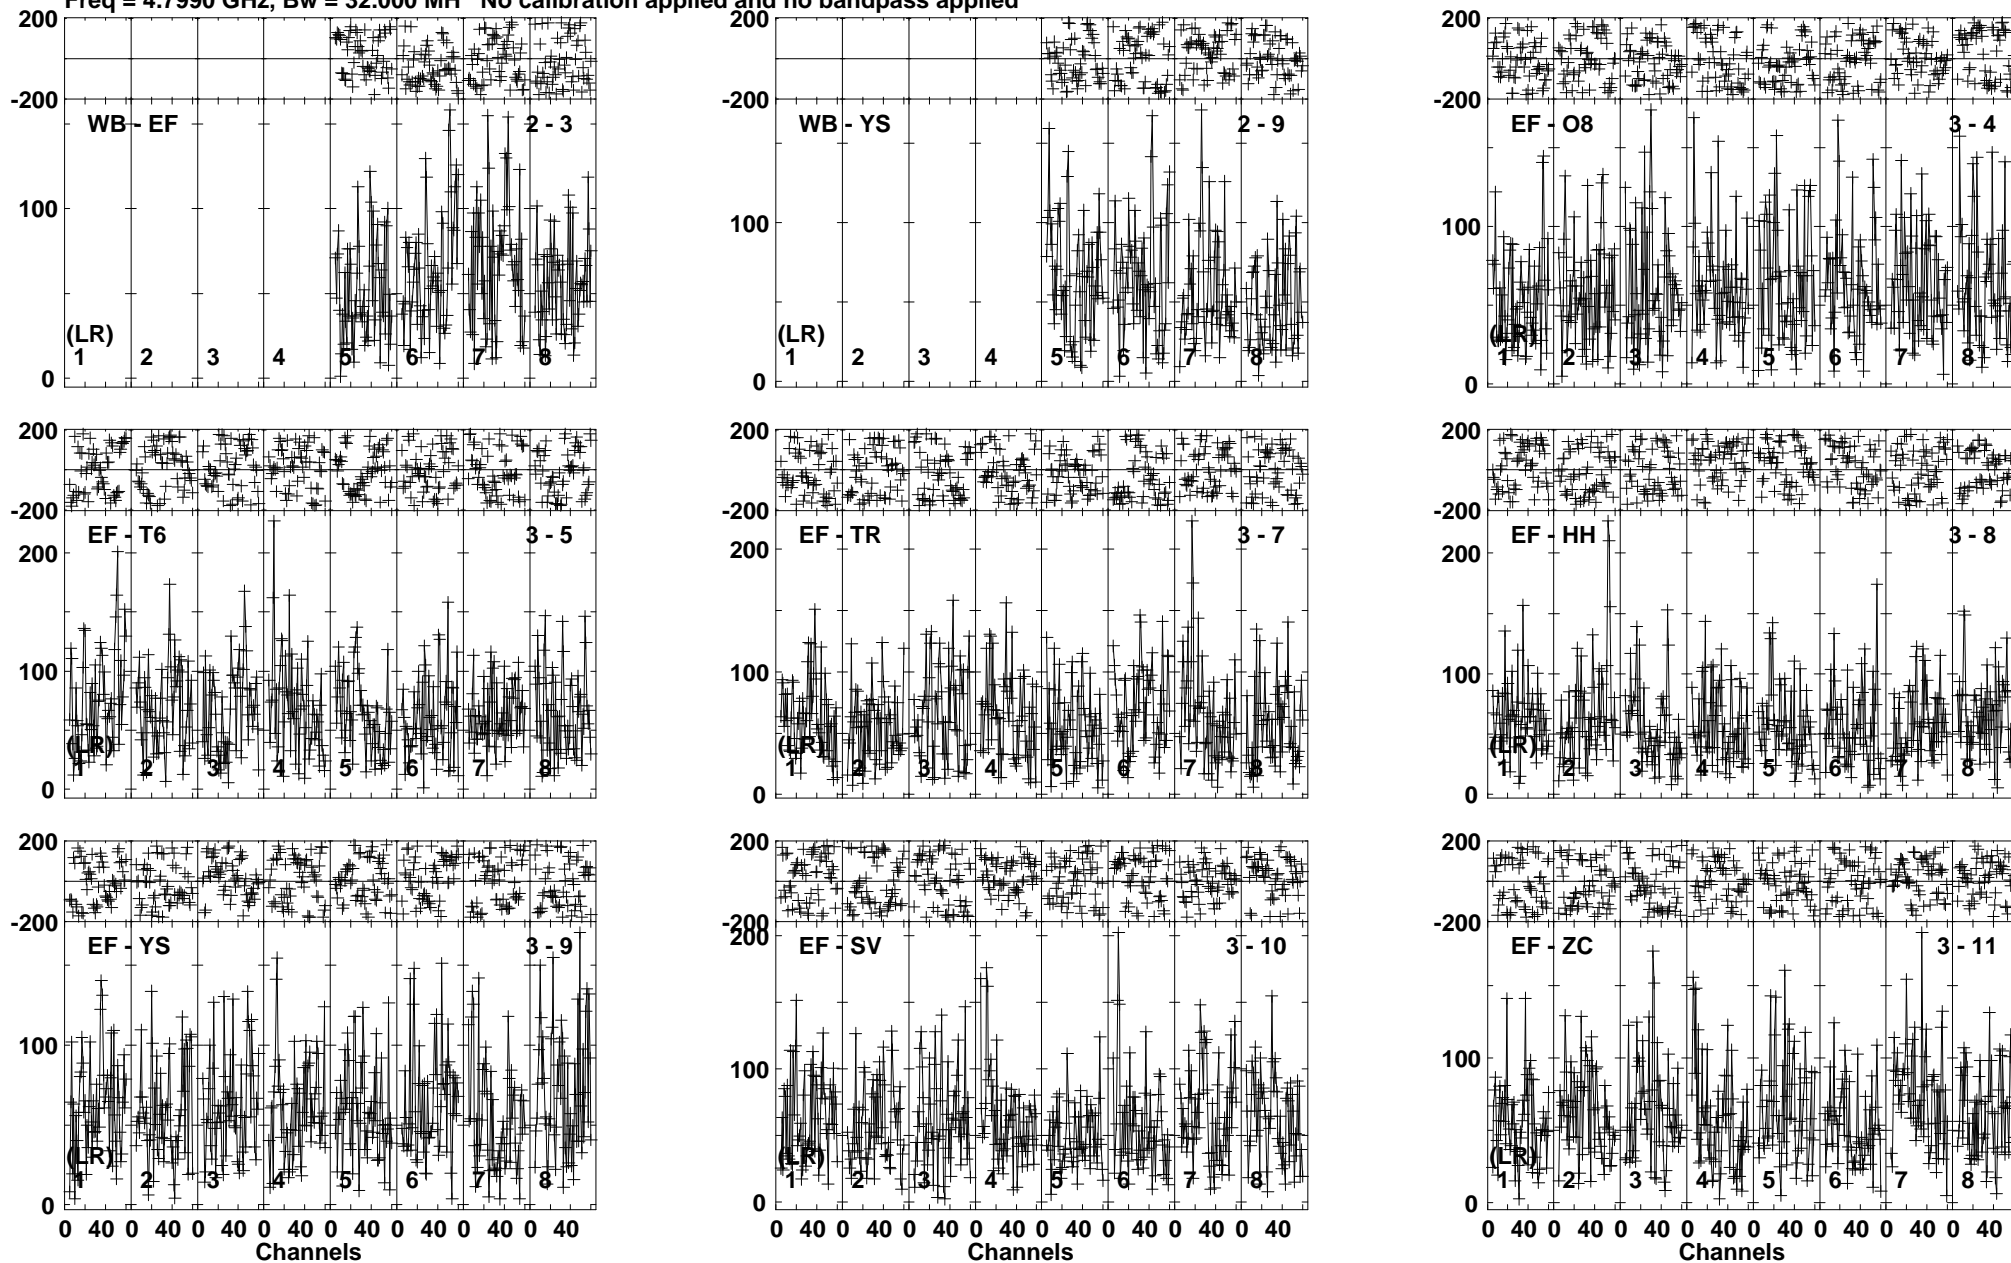 Freq = 4.7990 GHz, Bw = 32.000 MH No calibration applied and no bandpass applied
200
-200
WB - EF 2 - 3
100
(LR)
1 2 3 4 5 6 7 8
0
200
-200
WB - YS 2 - 9
100
(LR)
1 2 3 4 5 6 7 8
0
200
-200
EF - O8 3 - 4
100
(LR)
1 2 3 4 5 6 7 8
0
200
-200
EF - T6 3 - 5
200
100
(LR)
1 2 3 4 5 6 7 8
0
200
-200
EF - TR 3 - 7
200
100
(LR)
1 2 3 4 5 6 7 8
0
200
-200
EF - HH 3 - 8
200
100
(LR)
1 2 3 4 5 6 7 8
0
200
-200
EF - YS 3 - 9
100
(LR)
1 2 3 4 5 6 7 8
0
0 40 0 40 0 40 0 40 0 40 0 40 0 40 0 40
Channels
200
-200
200
EF - SV 3 - 10
100
(LR)
1 2 3 4 5 6 7 8
0
0 40 0 40 0 40 0 40 0 40 0 40 0 40 0 40
Channels
200
-200
EF - ZC 3 - 11
100
(LR)
1 2 3 4 5 6 7 8
0
0 40 0 40 0 40 0 40 0 40 0 40 0 40 0 40
Channels